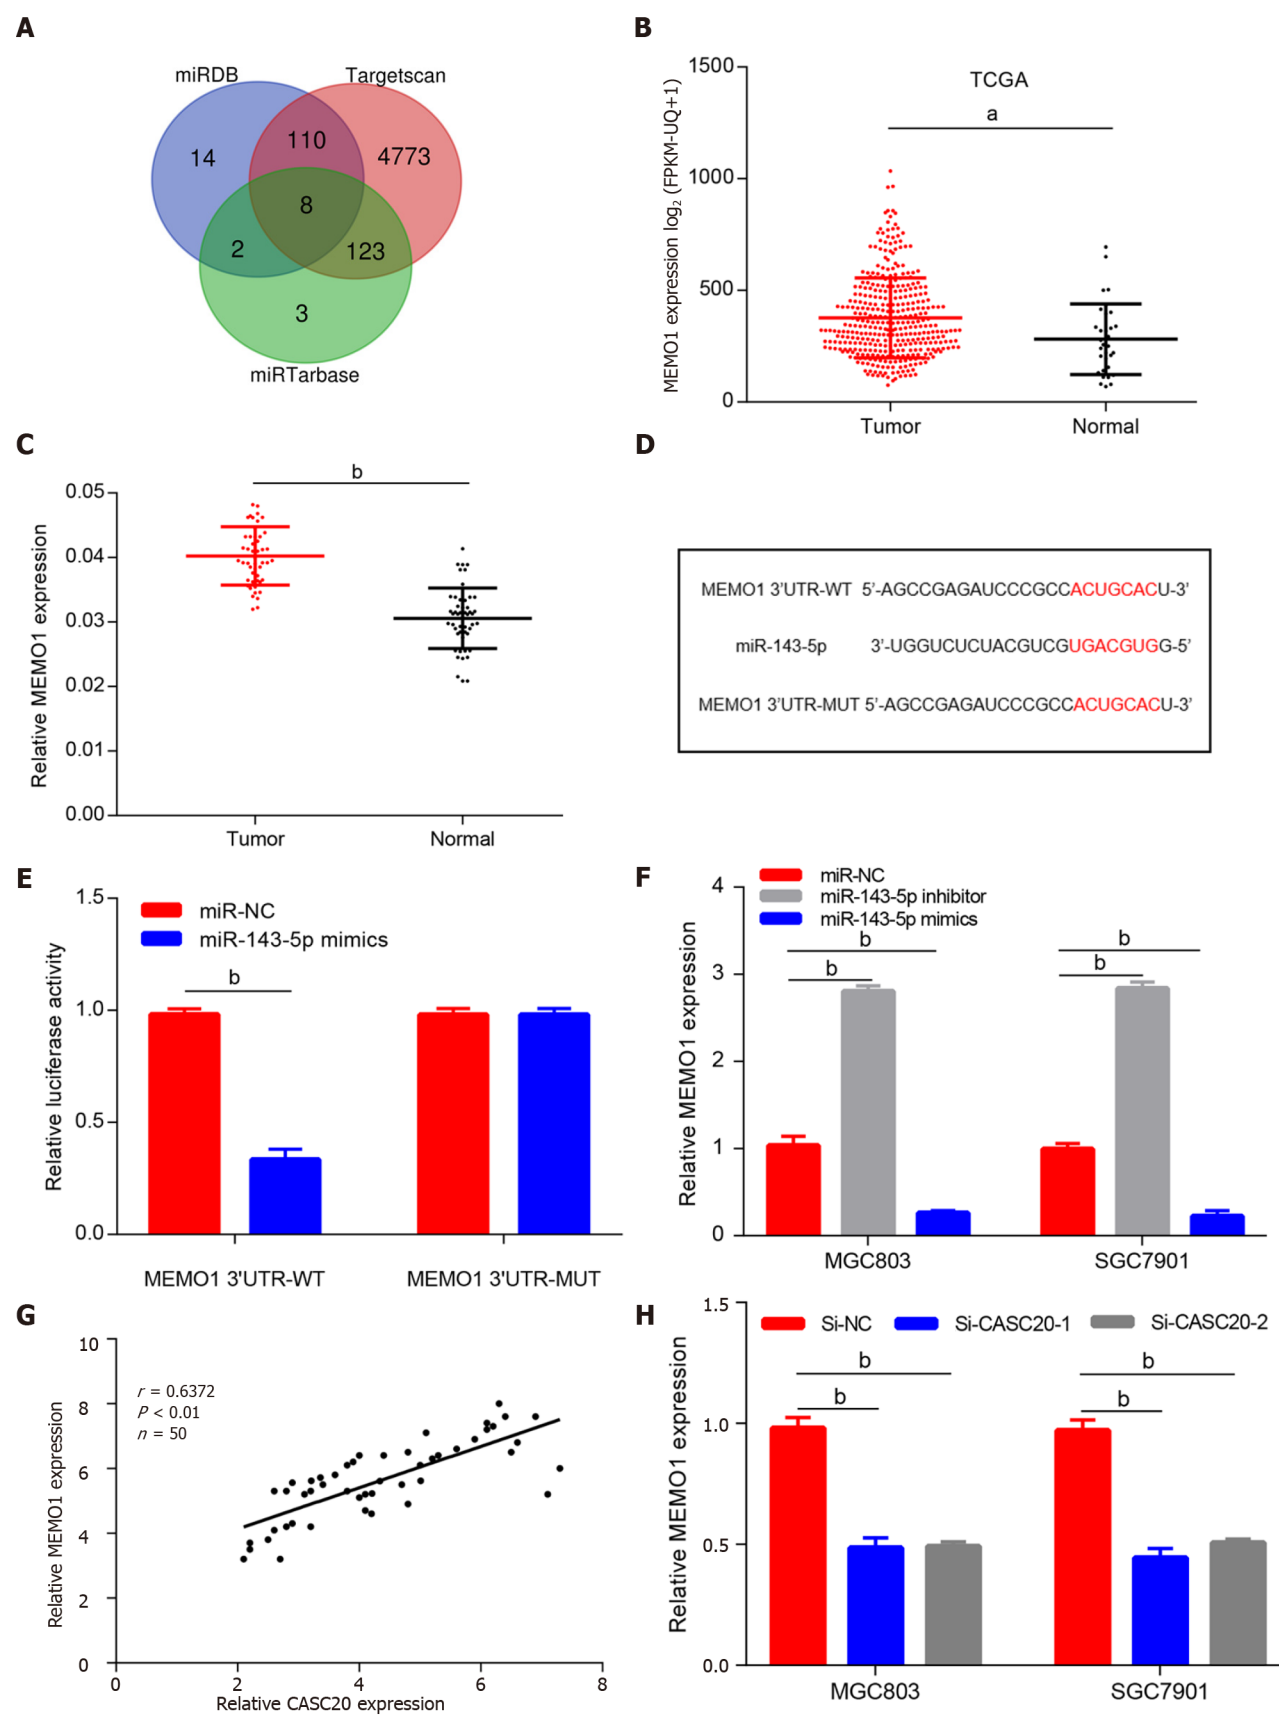 A
miRDB
Targetscan
14
110
4773
8
2
123
3
miRTarbase
B
TCGA
a
MEMO1 expression log₂ (FPKM-UQ+1)
1500
1000
500
0
Tumor
Normal
C
b
Relative MEMO1 expression
0.05
0.04
0.03
0.02
0.01
0.00
Tumor
Normal
D
MEMO1 3'UTR-WT 5'-AGCCGAGAUCCCGCCACUGCACU-3'
miR-143-5p 3'-UGGUCUCUACGUCGUGACGUGG-5'
MEMO1 3'UTR-MUT 5'-AGCCGAGAUCCCGCCACUGCACU-3'
E
miR-NC
miR-143-5p mimics
b
Relative luciferase activity
1.5
1.0
0.5
0.0
MEMO1 3'UTR-WT
MEMO1 3'UTR-MUT
F
miR-NC
miR-143-5p inhibitor
miR-143-5p mimics
b
b
b
b
Relative MEMO1 expression
4
3
2
1
0
MGC803
SGC7901
G
r = 0.6372
P < 0.01
n = 50
Relative MEMO1 expression
10
8
6
4
2
0
0
2
4
6
8
Relative CASC20 expression
H
Si-NC
Si-CASC20-1
Si-CASC20-2
b
b
b
b
Relative MEMO1 expression
1.5
1.0
0.5
0.0
MGC803
SGC7901